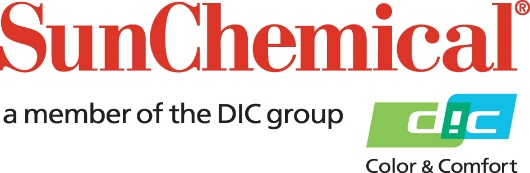 SunChemical®
a member of the DIC group
dic
Color & Comfort